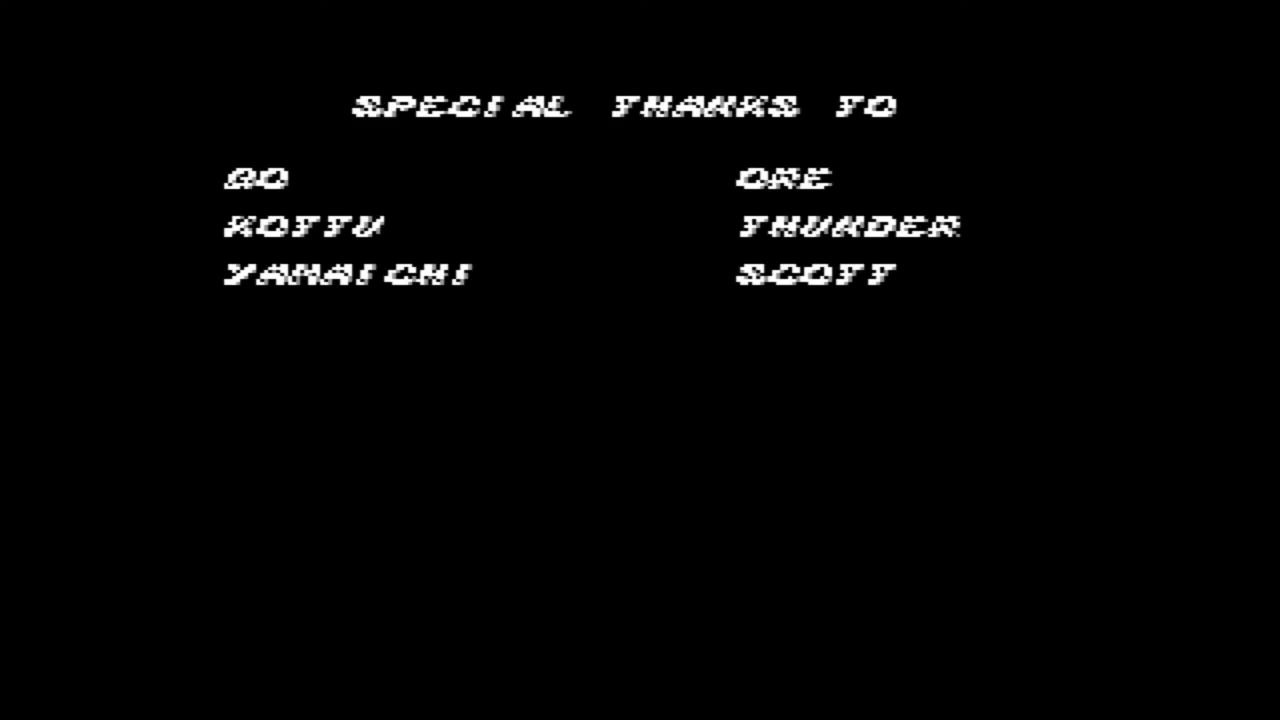 SPECIAL THANKS TO
GO ORE
KOTTU THUNDER
YANAICHI SCOTT